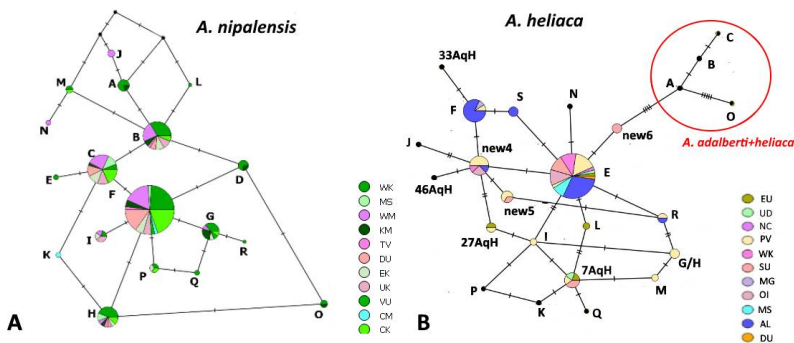 A. nipalensis
J
M
A
L
N
B
C
E
F
D
G
I
R
K
P
Q
H
O
A
WK
MS
WM
KM
TV
DU
EK
UK
VU
CM
CK
A. heliaca
33AqH
C
B
A
O
A. adalberti+heliaca
F
S
N
new6
J
new4
E
46AqH
new5
R
27AqH
I
L
G/H
7AqH
M
P
K
Q
B
EU
UD
NC
PV
WK
SU
MG
OI
MS
AL
DU